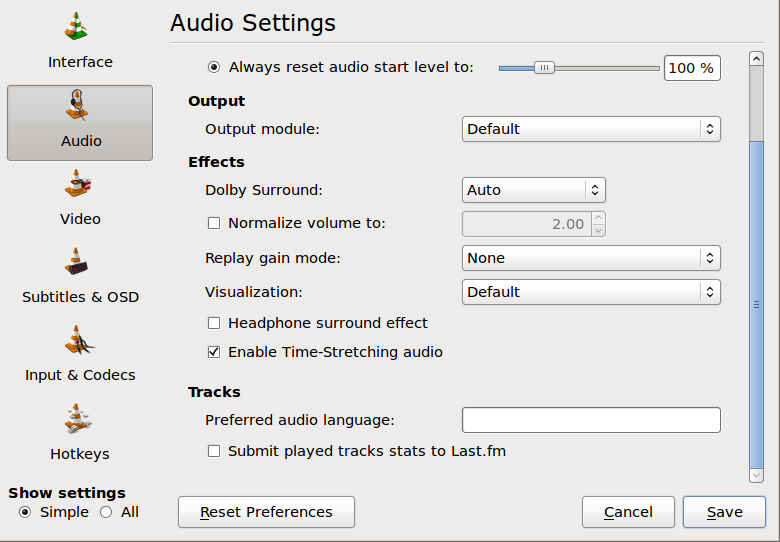 Audio Settings
Interface
Audio
Video
Subtitles & OSD
Input & Codecs
Hotkeys
Show settings
Simple All
Always reset audio start level to: 100 %
Output
Output module: Default
Effects
Dolby Surround: Auto
Normalize volume to: 2.00
Replay gain mode: None
Visualization: Default
Headphone surround effect
Enable Time-Stretching audio
Tracks
Preferred audio language:
Submit played tracks stats to Last.fm
Reset Preferences Cancel Save